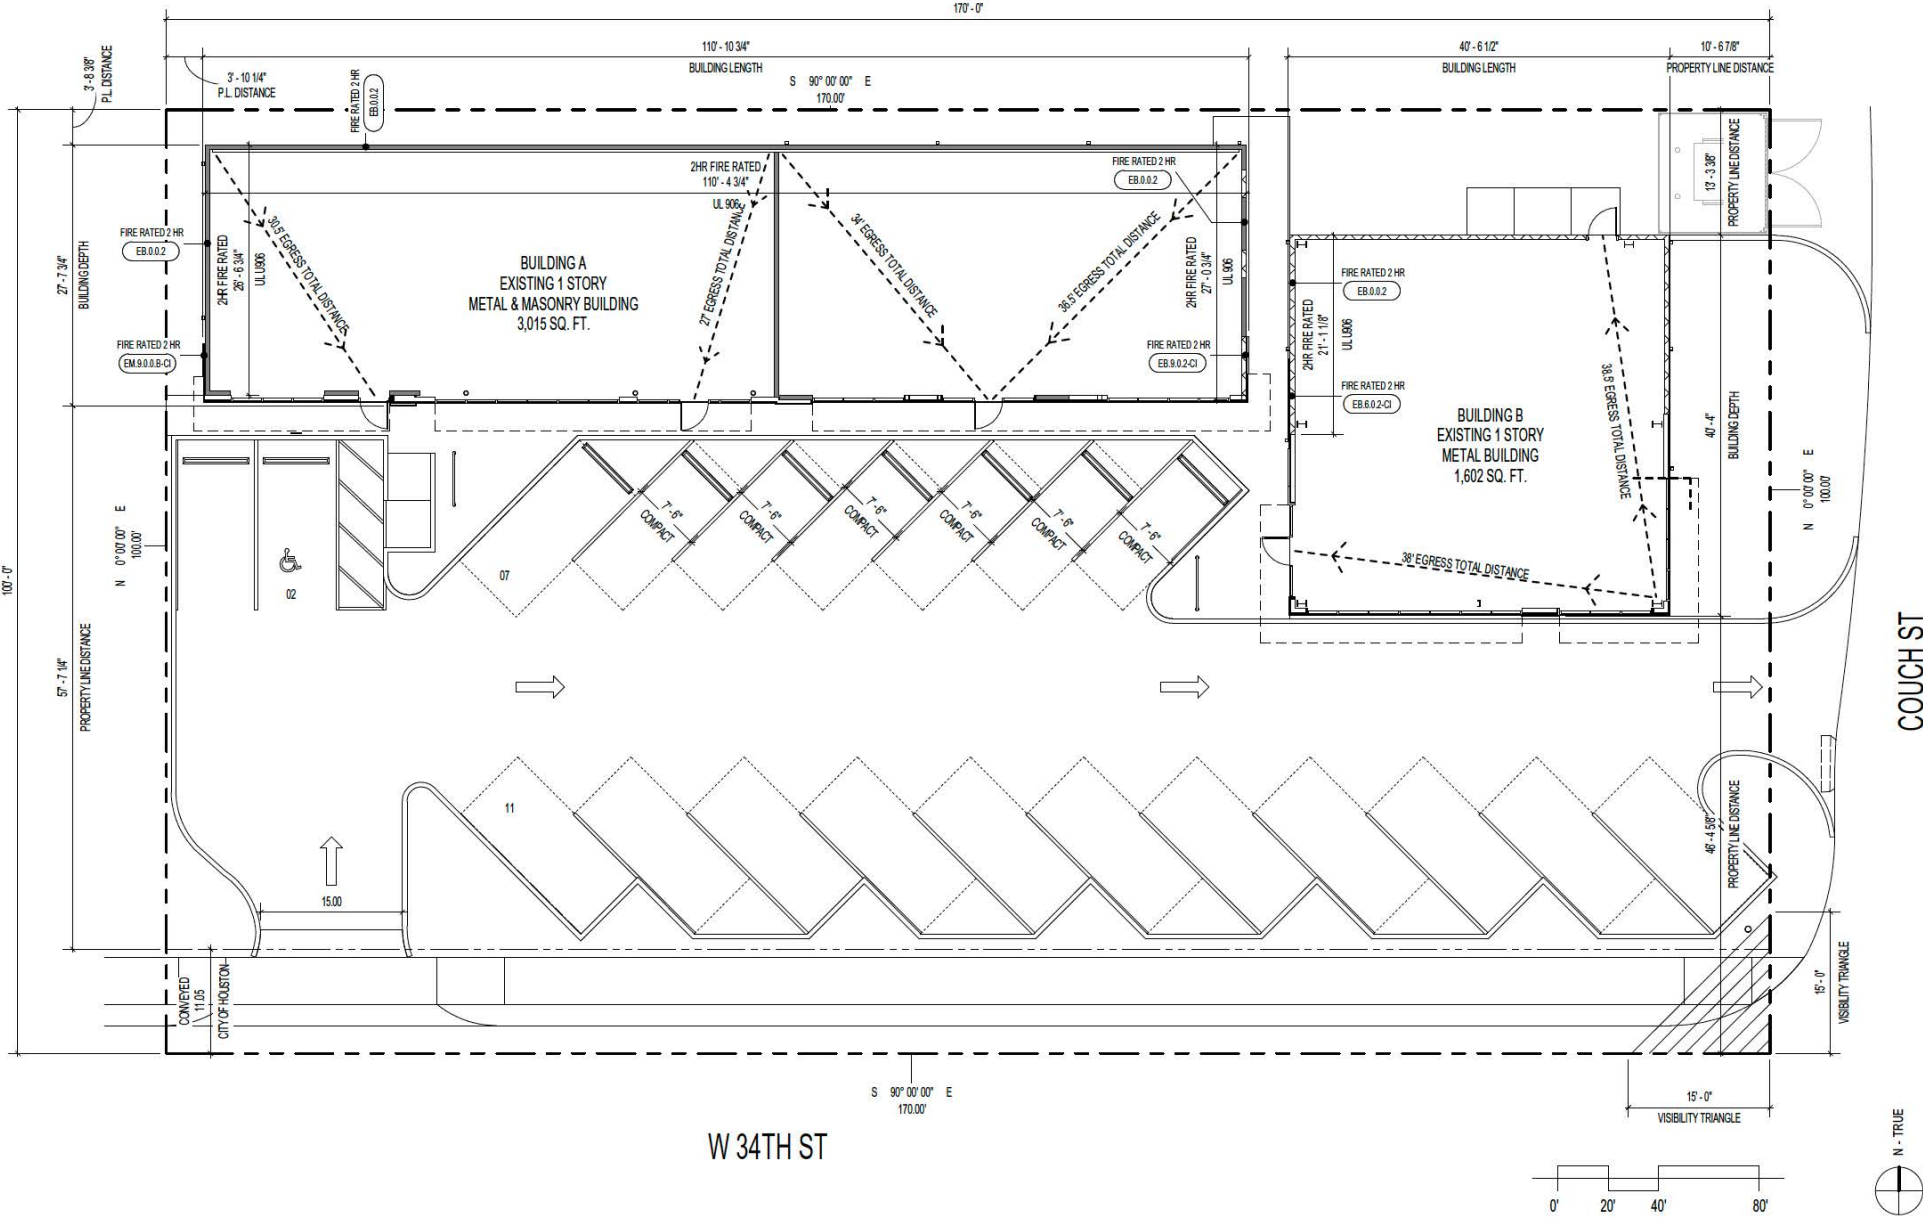 170' - 0"
110' - 10 3/4"
BUILDING LENGTH
40' - 6 1/2"
BUILDING LENGTH
10' - 6 7/8"
PROPERTY LINE DISTANCE
3' - 8 3/8"
P.L. DISTANCE
3' - 10 1/4"
P.L. DISTANCE
FIRE RATED 2 HR
EB.0.0.2
S 90° 00' 00" E
170.00'
27' - 7 3/4"
BUILDING DEPTH
FIRE RATED 2 HR
EB.0.0.2
FIRE RATED 2 HR
EM.9.0.0.B-CI
2HR FIRE RATED
26' - 6 3/4"
UL U906
30.5' EGRESS TOTAL DISTANCE
BUILDING A
EXISTING 1 STORY
METAL & MASONRY BUILDING
3,015 SQ. FT.
2HR FIRE RATED
110' - 4 3/4"
UL 906
27' EGRESS TOTAL DISTANCE
34' EGRESS TOTAL DISTANCE
36.5' EGRESS TOTAL DISTANCE
FIRE RATED 2 HR
EB.0.0.2
2HR FIRE RATED
27' - 0 3/4"
UL 906
FIRE RATED 2 HR
EB.9.0.2-CI
13' - 3 3/8"
PROPERTY LINE DISTANCE
FIRE RATED 2 HR
EB.0.0.2
2HR FIRE RATED
21' - 1 1/8"
UL U906
FIRE RATED 2 HR
EB.6.0.2-CI
BUILDING B
EXISTING 1 STORY
METAL BUILDING
1,602 SQ. FT.
38.5' EGRESS TOTAL DISTANCE
38' EGRESS TOTAL DISTANCE
40' - 4"
BUILDING DEPTH
N 0° 00' 00" E
100.00'
N 0° 00' 00" E
100.00'
100' - 0"
57' - 7 1/4"
PROPERTY LINE DISTANCE
02
07
7' - 6"
COMPACT
7' - 6"
COMPACT
7' - 6"
COMPACT
7' - 6"
COMPACT
7' - 6"
COMPACT
7' - 6"
COMPACT
COUCH ST
11
46' - 4 5/8"
PROPERTY LINE DISTANCE
15.00
CONVEYED
11.05
CITY OF HOUSTON
15' - 0"
VISIBILITY TRIANGLE
S 90° 00' 00" E
170.00'
15' - 0"
VISIBILITY TRIANGLE
W 34TH ST
N - TRUE
0' 20' 40' 80'